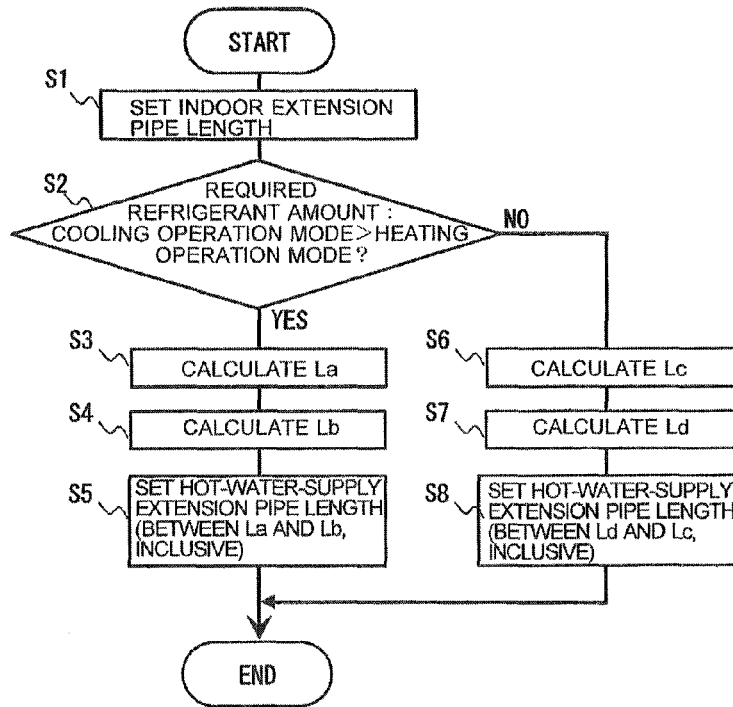 START
S1
SET INDOOR EXTENSION
PIPE LENGTH
S2
REQUIRED
REFRIGERANT AMOUNT :
COOLING OPERATION MODE>HEATING
OPERATION MODE?
NO
YES
S3
CALCULATE La
S4
CALCULATE Lb
S5
SET HOT-WATER-SUPPLY
EXTENSION PIPE LENGTH
(BETWEEN La AND Lb,
INCLUSIVE)
S6
CALCULATE Lc
S7
CALCULATE Ld
S8
SET HOT-WATER-SUPPLY
EXTENSION PIPE LENGTH
(BETWEEN Ld AND Lc,
INCLUSIVE)
END